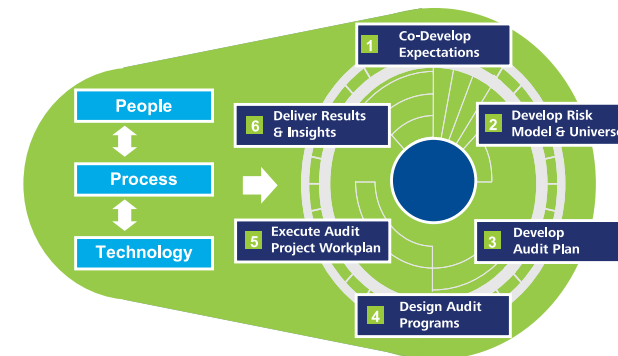 People
Process
Technology
1
Co-Develop
Expectations
2
Develop Risk
Model & Universe
3
Develop
Audit Plan
4
Design Audit
Programs
5
Execute Audit
Project Workplan
6
Deliver Results
& Insights